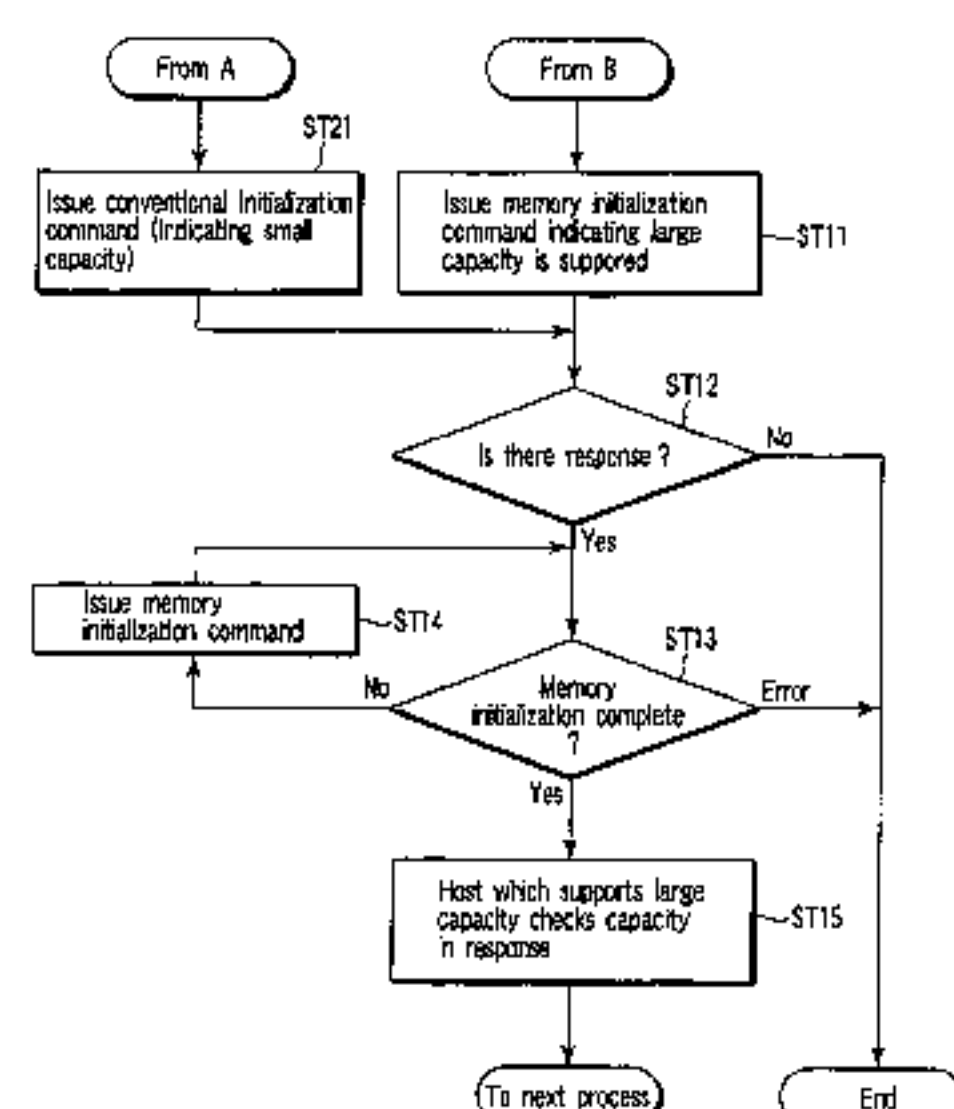 From A
From B
ST21
Issue conventional initialization
command (indicating small
capacity)
Issue memory initialization
command indicating large
capacity is suppored
ST11
ST12
Is there response ?
No
Yes
Issue memory
initialization command
ST14
ST13
No
Memory
initialization complete
?
Error
Yes
Host which supports large
capacity checks capacity
in response
ST15
To next process
End